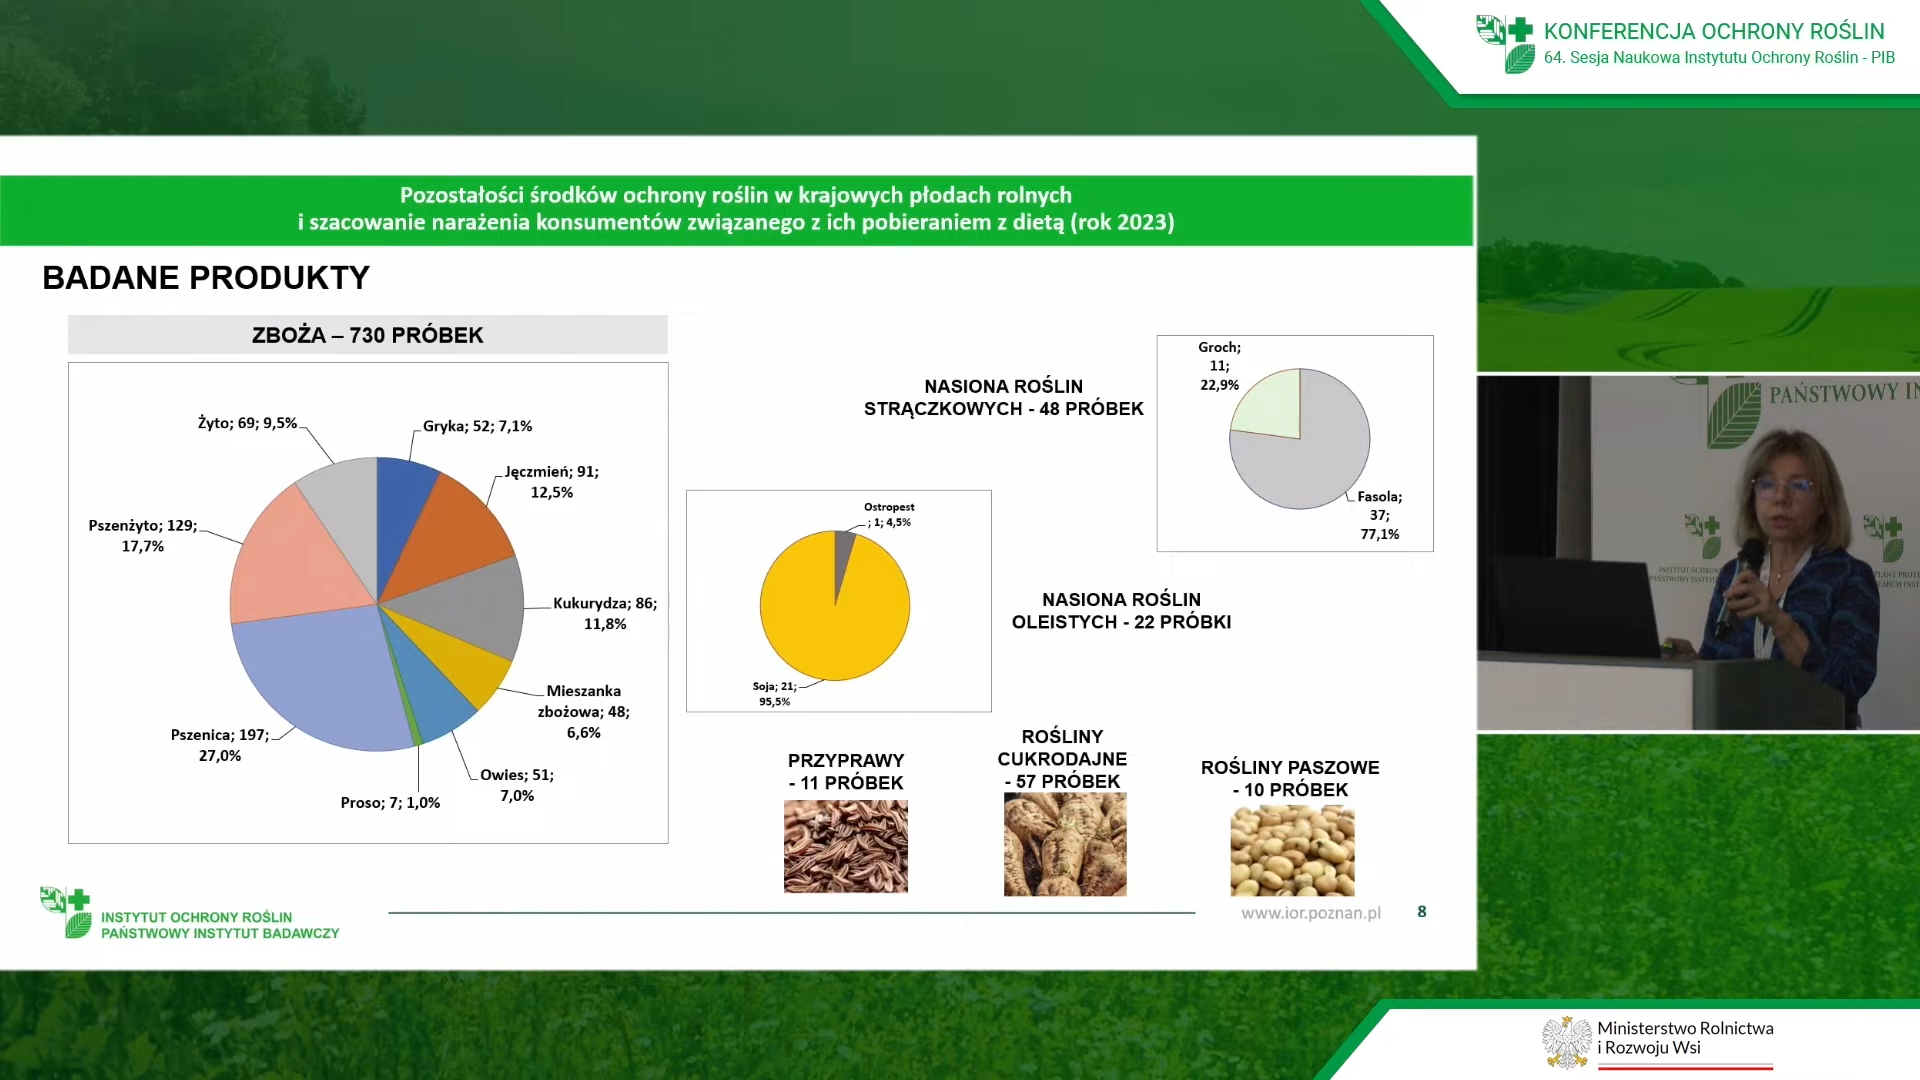 KONFERENCJA OCHRONY ROŚLIN
64. Sesja Naukowa Instytutu Ochrony Roślin - PIB
Pozostałości środków ochrony roślin w krajowych płodach rolnych
i szacowanie narażenia konsumentów związanego z ich pobieraniem z dietą (rok 2023)
BADANE PRODUKTY
ZBOŻA – 730 PRÓBEK
Żyto; 69; 9,5%
Gryka; 52; 7,1%
Jęczmień; 91;
12,5%
Pszenżyto; 129;
17,7%
Kukurydza; 86;
11,8%
Mieszanka
zbożowa; 48;
6,6%
Pszenica; 197;
27,0%
Owies; 51;
7,0%
Proso; 7; 1,0%
NASIONA ROŚLIN
STRĄCZKOWYCH - 48 PRÓBEK
Groch;
11;
22,9%
Fasola;
37;
77,1%
Ostropest
; 1; 4,5%
Soja; 21;
95,5%
NASIONA ROŚLIN
OLEISTYCH - 22 PRÓBKI
PRZYPRAWY
- 11 PRÓBEK
ROŚLINY
CUKRODAJNE
- 57 PRÓBEK
ROŚLINY PASZOWE
- 10 PRÓBEK
INSTYTUT OCHRONY ROŚLIN
PAŃSTWOWY INSTYTUT BADAWCZY
www.ior.poznan.pl
8
PAŃSTWOWY IN
Ministerstwo Rolnictwa
i Rozwoju Wsi